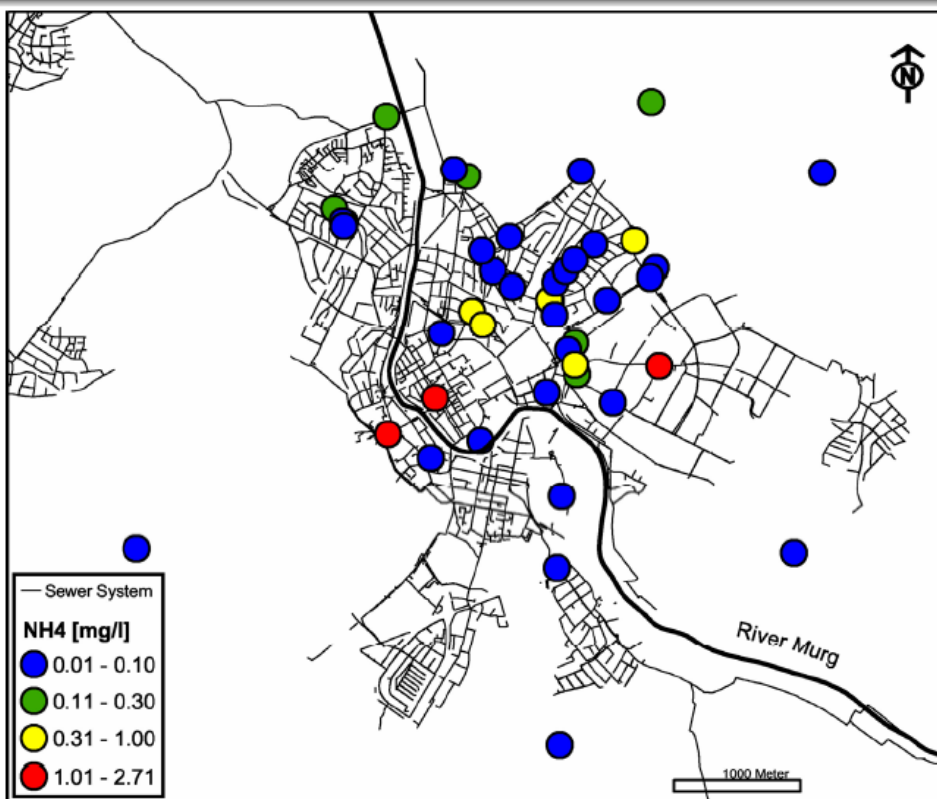 N
Sewer System
NH4 [mg/l]
0.01 - 0.10
0.11 - 0.30
0.31 - 1.00
1.01 - 2.71
River Murg
1000 Meter